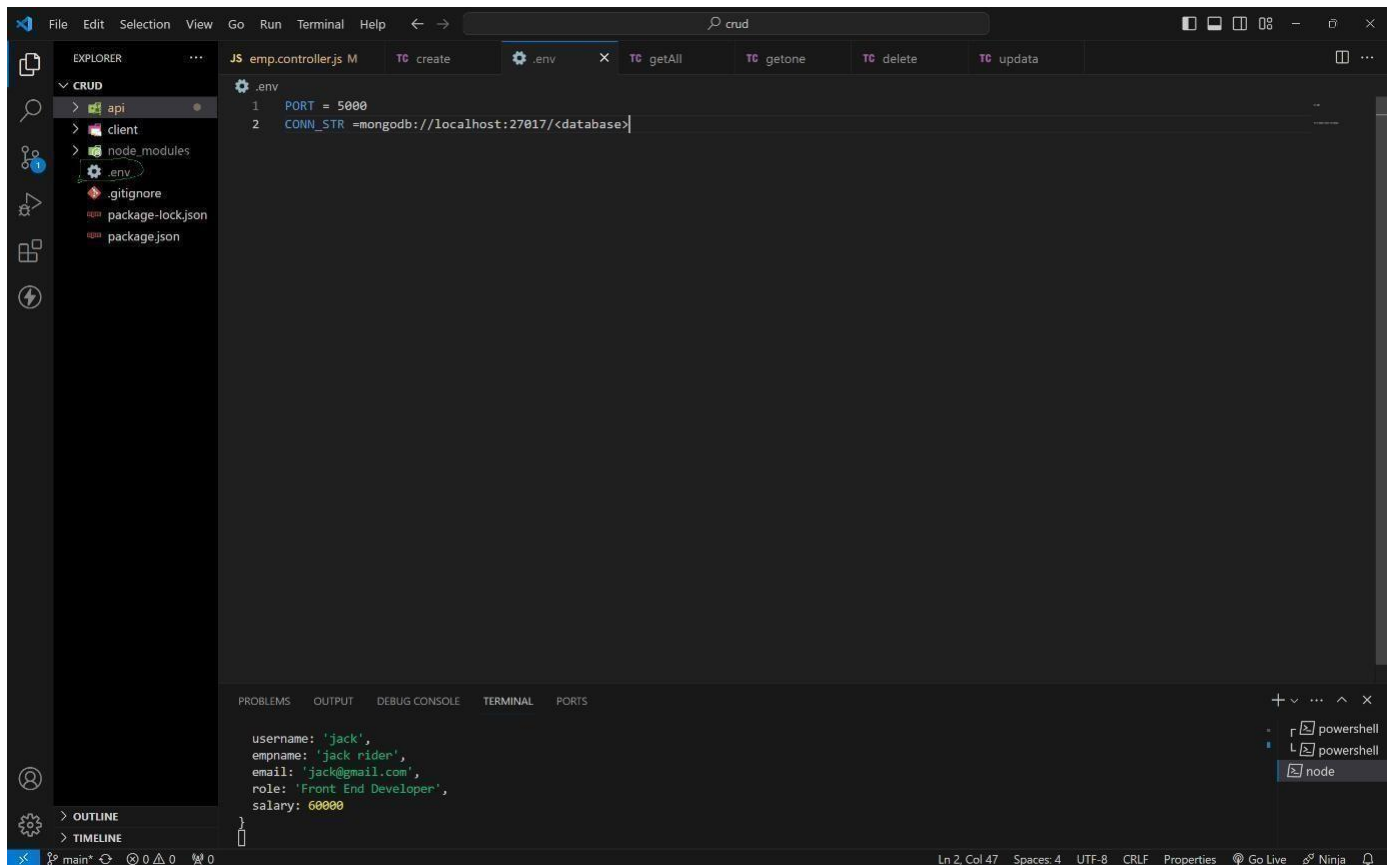 File Edit Selection View Go Run Terminal Help
crud
EXPLORER
JS emp.controller.js M
TC create
.env
TC getAll
TC getone
TC delete
TC updata
CRUD
api
client
node_modules
.env
.gitignore
package-lock.json
package.json
.env
1 PORT = 5000
2 CONN_STR =mongodb://localhost:27017/<database>
1
PROBLEMS OUTPUT DEBUG CONSOLE TERMINAL PORTS
username: 'jack',
empname: 'jack rider',
email: 'jack@gmail.com',
role: 'Front End Developer',
salary: 60000
}
powershell
powershell
node
OUTLINE
TIMELINE
main* 0 0 0 Ln 2, Col 47 Spaces: 4 UTF-8 CRLF Properties Go Live Ninja